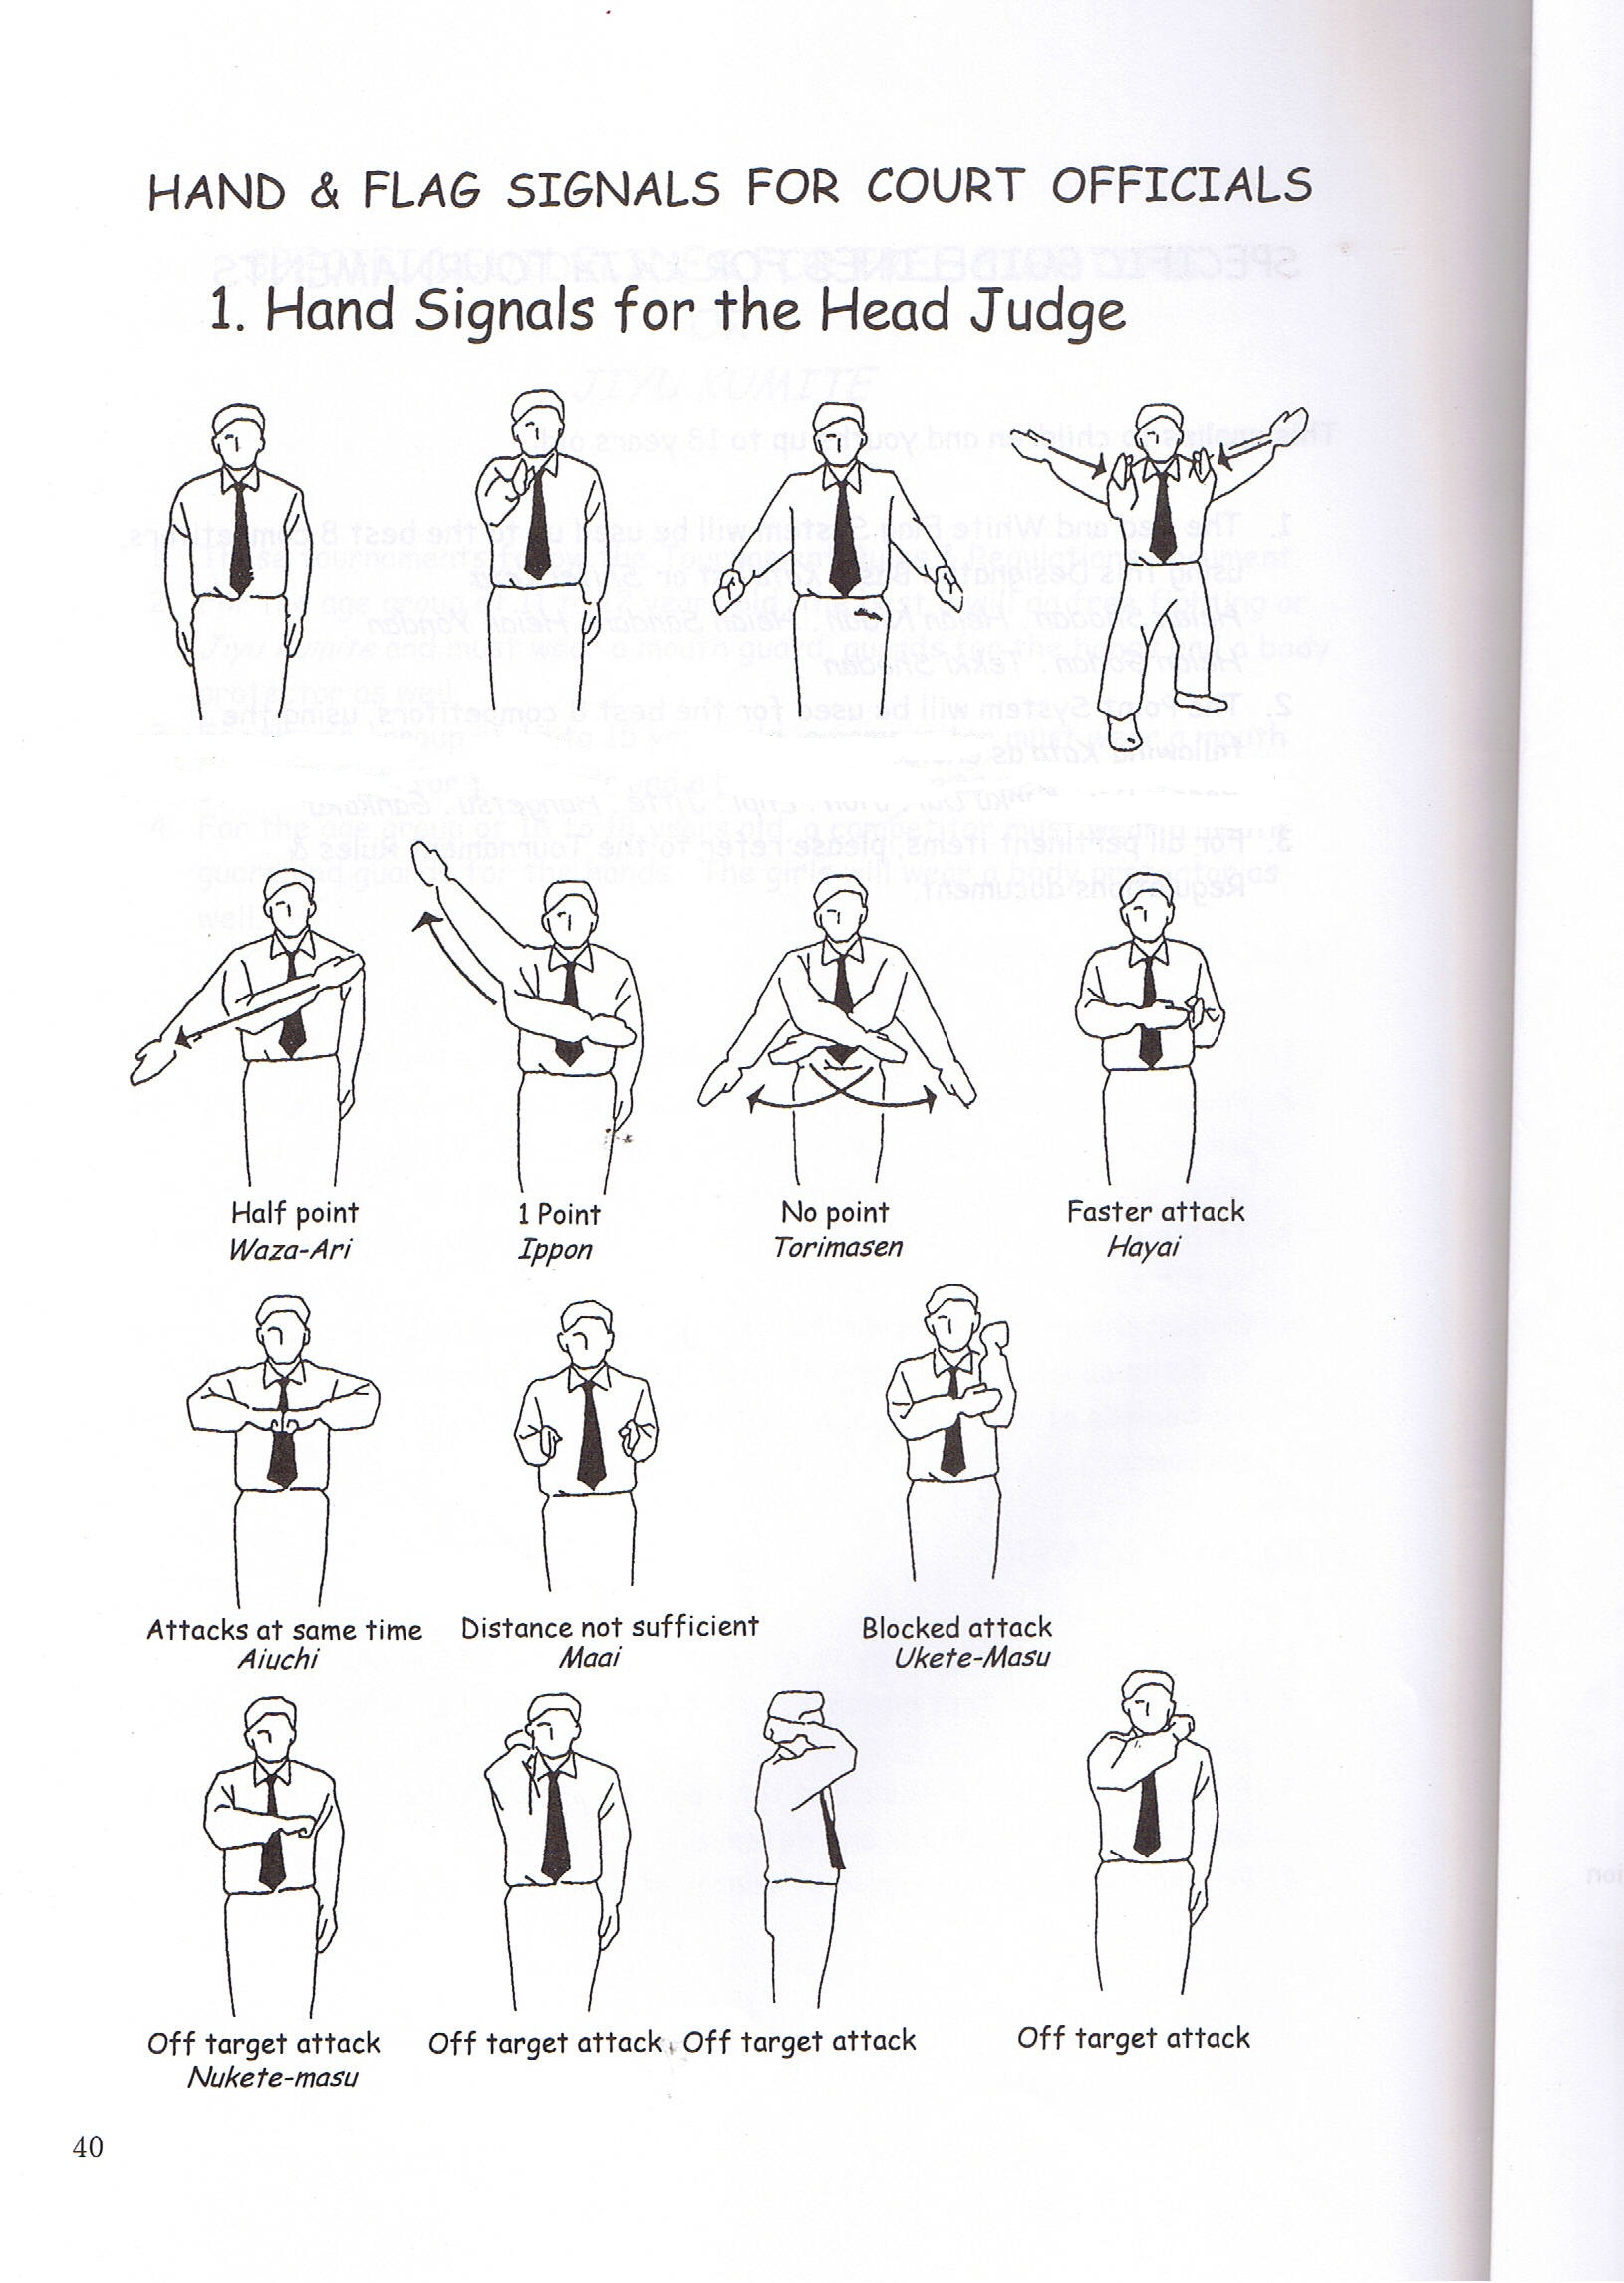 HAND & FLAG SIGNALS FOR COURT OFFICIALS
1. Hand Signals for the Head Judge
Half point
Waza-Ari
1 Point
Ippon
No point
Torimasen
Faster attack
Hayai
Attacks at same time
Aiuchi
Distance not sufficient
Maai
Blocked attack
Ukete-Masu
Off target attack
Nukete-masu
Off target attack
Off target attack
Off target attack
40